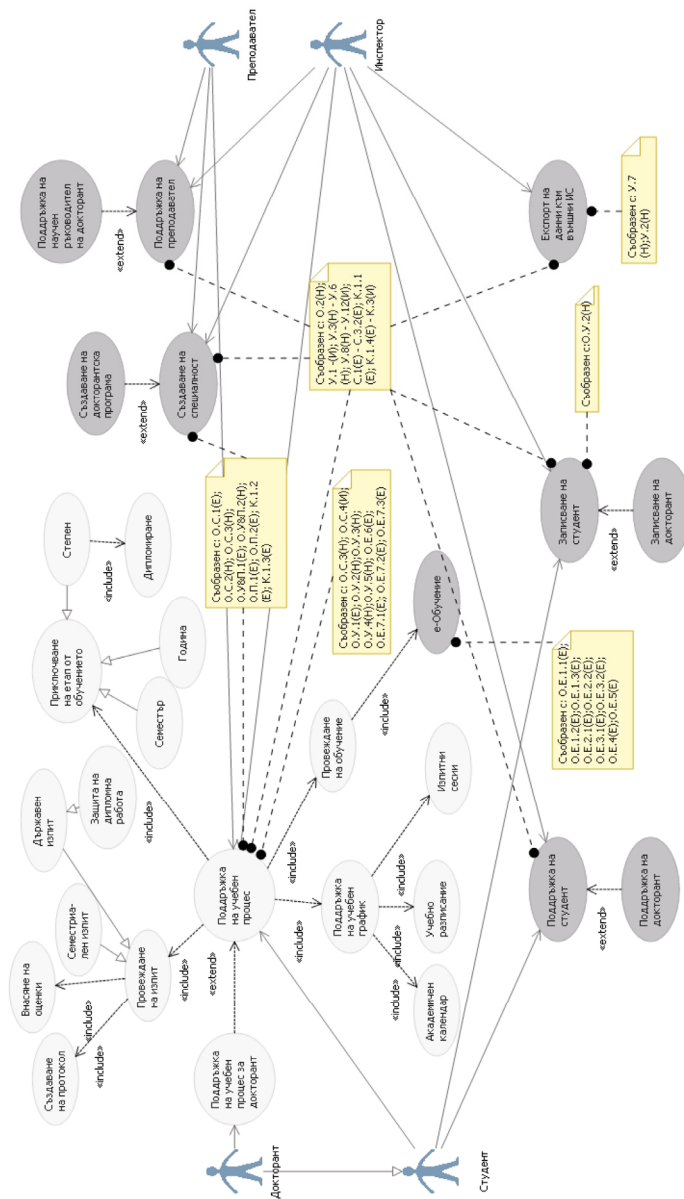 Създаване
на протокол
Внасяне на
оценки
Семестриа-
лен изпит
Държавен
изпит
Защита на
диплома
работа
Степен
Дипломиране
Приключване
на етап от
обучението
Семестър
Година
Създаване на
докторантска
програма
Поддръжка на
научен
ръководител
на докторант
«include»
«include»
Провеждане
на изпит
«include»
«include»
«include»
«extend»
«extend»
Създаване на
специалност
Поддръжка на
преподавател
Преподавател
Докторант
Поддръжка
на учебен
процес за
докторант
«extend»
Поддръжка
на учебен
процес
Съобразен с: О.С.1(Е);
О.С.2(Н); О.С.3(Н);
О.У8П.1(Е); О.У8П.2(Н);
О.П.1(Е); О.П.2(Е); К.1.2
(Е); К.1.3(Е)
«include»
«include»
Поддръжка
на учебен
график
Провеждане
на обучение
Съобразен с: О.С.3(Н); О.С.4(И);
О.У.1(Е); О.У.2(Н);О.У.3(Н);
О.У.4(Н);О.У.5(Н); О.Е.6(Е);
О.Е.7.1(Е); О.Е.7.2(Е); О.Е.7.3(Е)
Съобразен с: О.2(Н);
У.1 -(И); У.3(Н) - У.6
(Н); У.8(Н) - У.12(И);
С.1(Е) - С.3.2(Е); К.1.1
(Е); К.1.4(Е) - К.3(И)
Инспектор
«include»
«include»
«include»
«include»
Академичен
календар
Учебно
разписание
Изпитни
сесии
е-Обучение
Студент
Поддръжка на
студент
Съобразен с: О.Е.1.1(Е);
О.Е.1.2(Е);О.Е.1.3(Е);
О.Е.2.1(Е);О.Е.2.2(Е);
О.Е.3.1(Е);О.Е.3.2(Е);
О.Е.4(Е);О.Е.5(Е)
Записване на
студент
Съобразен с:О.У.2(Н)
Експорт на
данни към
външни ИС
«extend»
«extend»
Поддръжка на
докторант
Записване на
докторант
Съобразен с: У.7
(Н);У.2(Н)